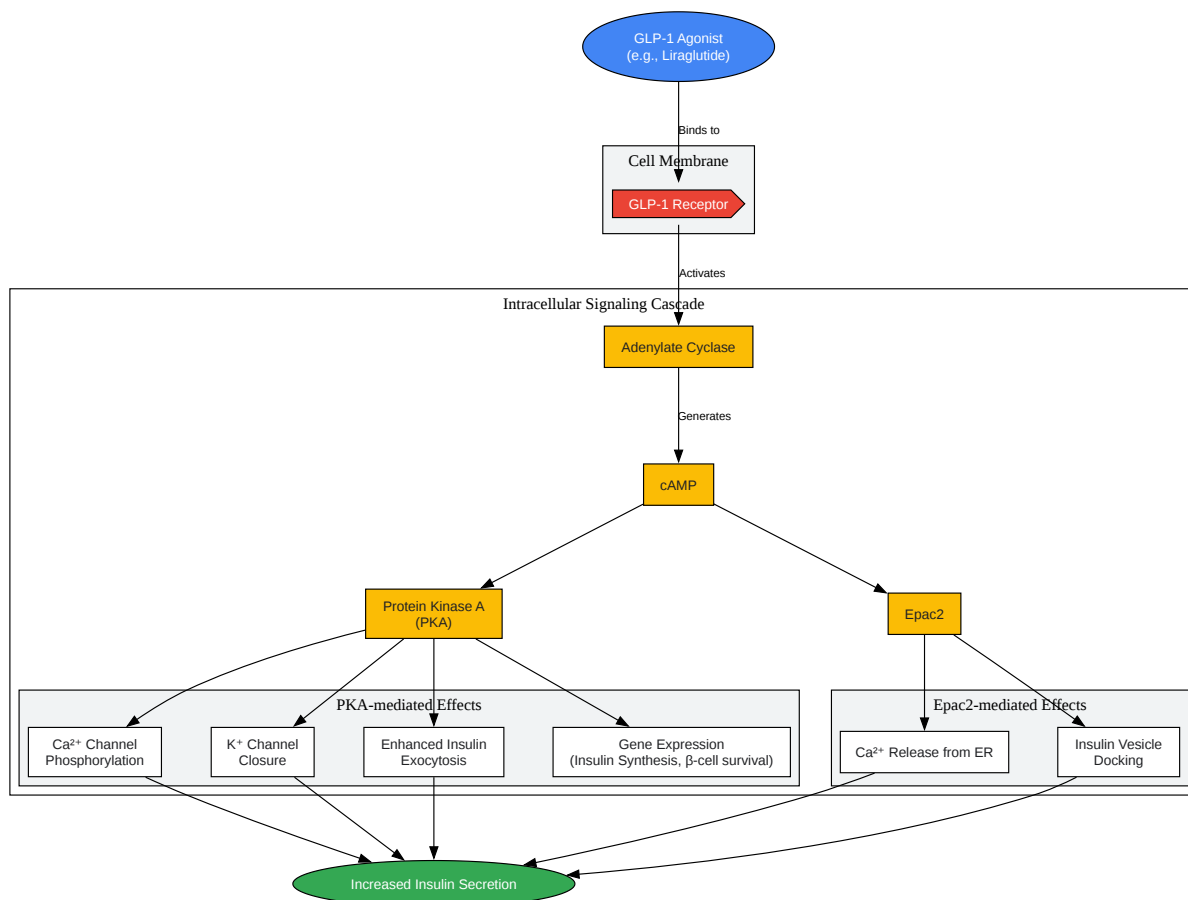 GLP-1 Agonist
(e.g., Liraglutide)
Binds to
Cell Membrane
GLP-1 Receptor
Activates
Intracellular Signaling Cascade
Adenylate Cyclase
Generates
cAMP
Protein Kinase A
(PKA)
Epac2
PKA-mediated Effects
Ca²⁺ Channel
Phosphorylation
K⁺ Channel
Closure
Enhanced Insulin
Exocytosis
Gene Expression
(Insulin Synthesis, β-cell survival)
Epac2-mediated Effects
Ca²⁺ Release from ER
Insulin Vesicle
Docking
Increased Insulin Secretion